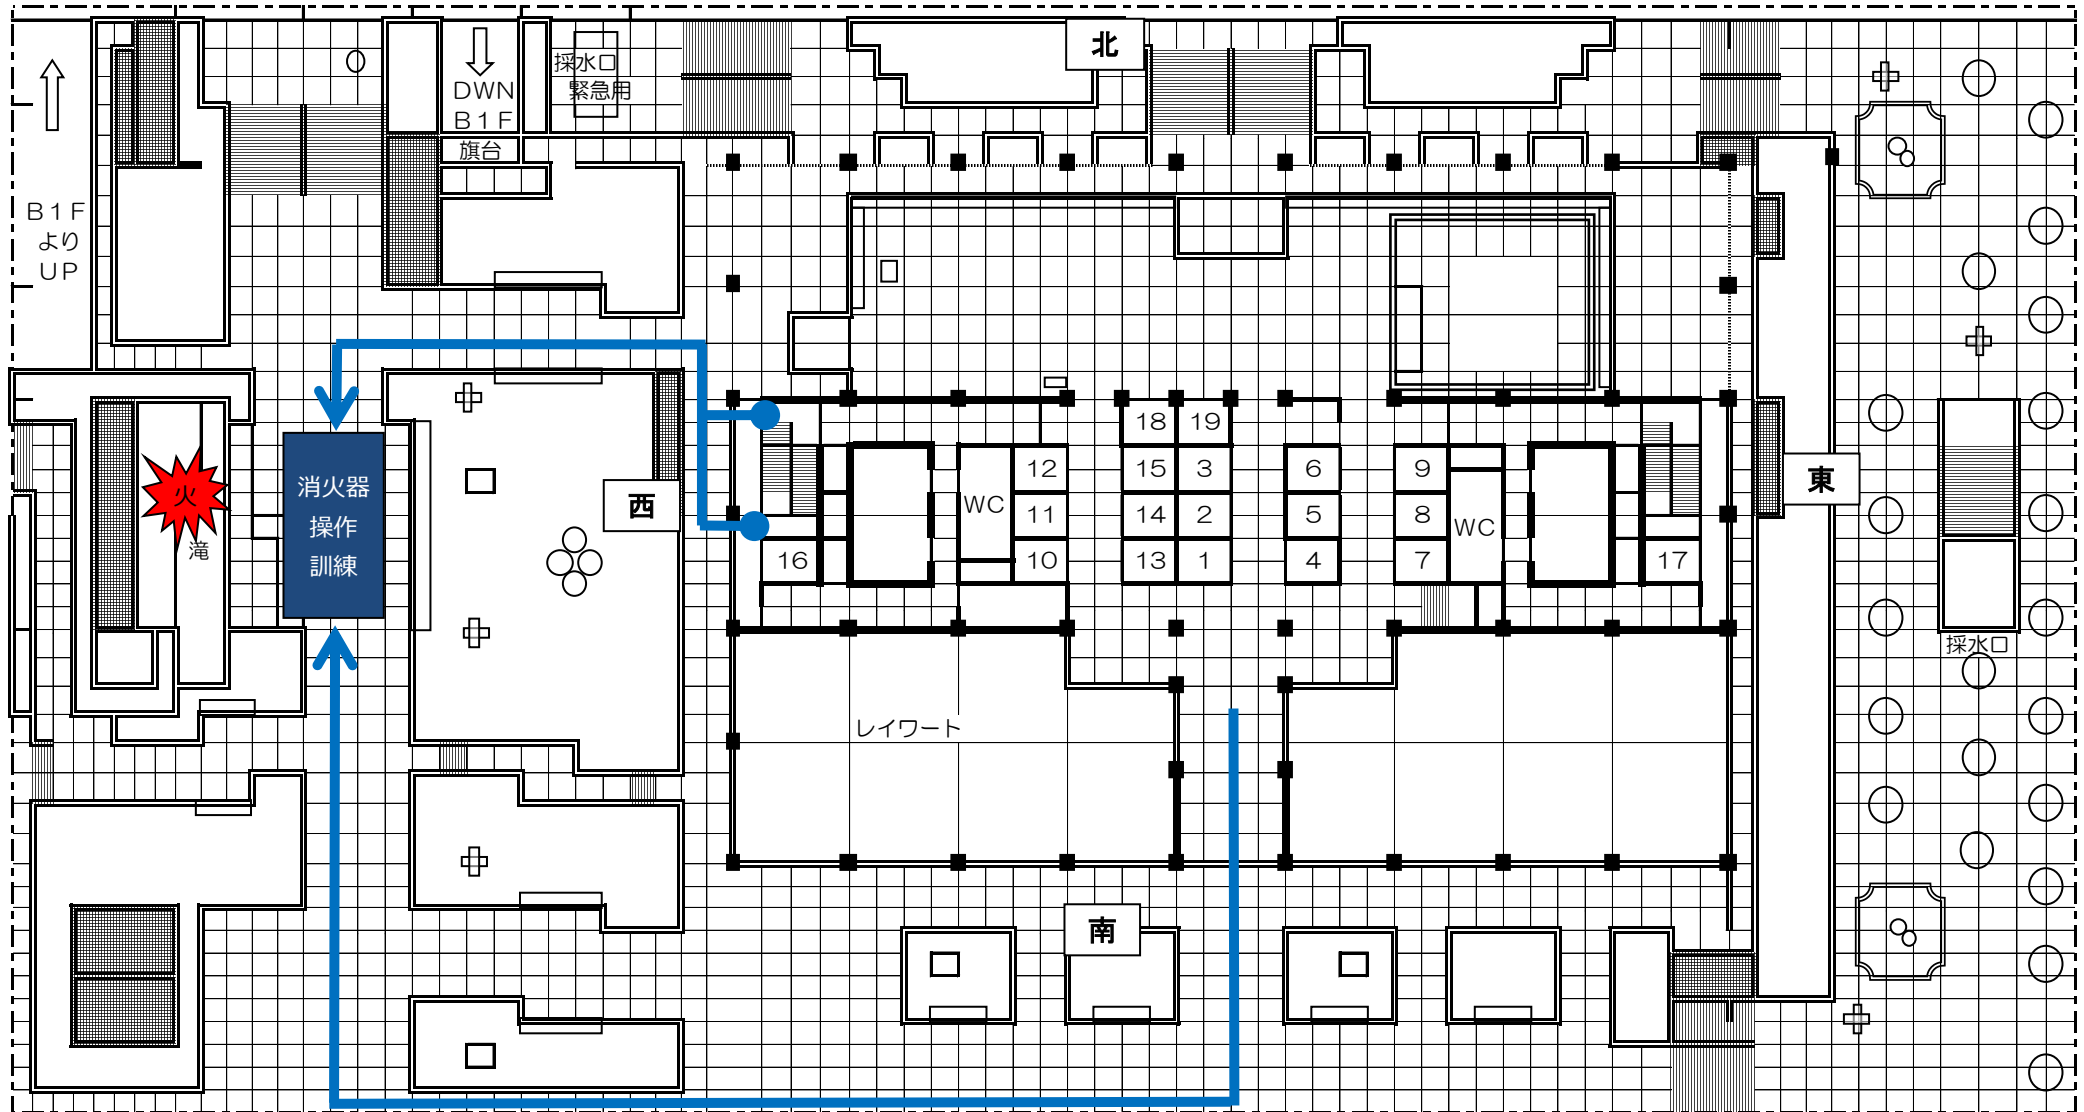 北
採水口
緊急用
DWN
B1F
旗台
B1F
より
UP
18 19
12 15 3 6 9
火
消火器
操作
訓練
西
東
WC
11 14 2 5 8
WC
滝
16 10 13 1 4 7 17
採水口
レイワート
南